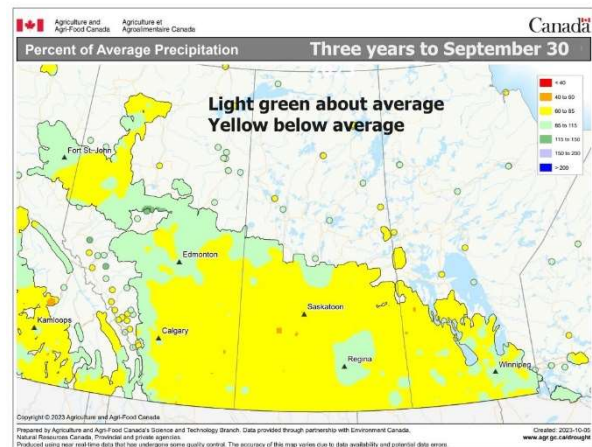 Agriculture and Agri-Food Canada
Agriculture et Agroalimentaire Canada
Canada
Percent of Average Precipitation
Three years to September 30
Light green about average
Yellow below average
< 40
40 to 60
60 to 85
85 to 115
115 to 150
150 to 200
> 200
Fort St. John
Edmonton
Saskatoon
Kamloops
Calgary
Regina
Winnipeg
Copyright © 2023 Agriculture and Agri-Food Canada
Prepared by Agriculture and Agri-Food Canada's Science and Technology Branch. Data provided through partnership with Environment Canada,
Natural Resources Canada, Provincial and private agencies.
Produced using near real-time data that has undergone some quality control. The accuracy of this map varies due to data availability and potential data errors.
Created: 2023-10-05
www.agr.gc.ca/drought